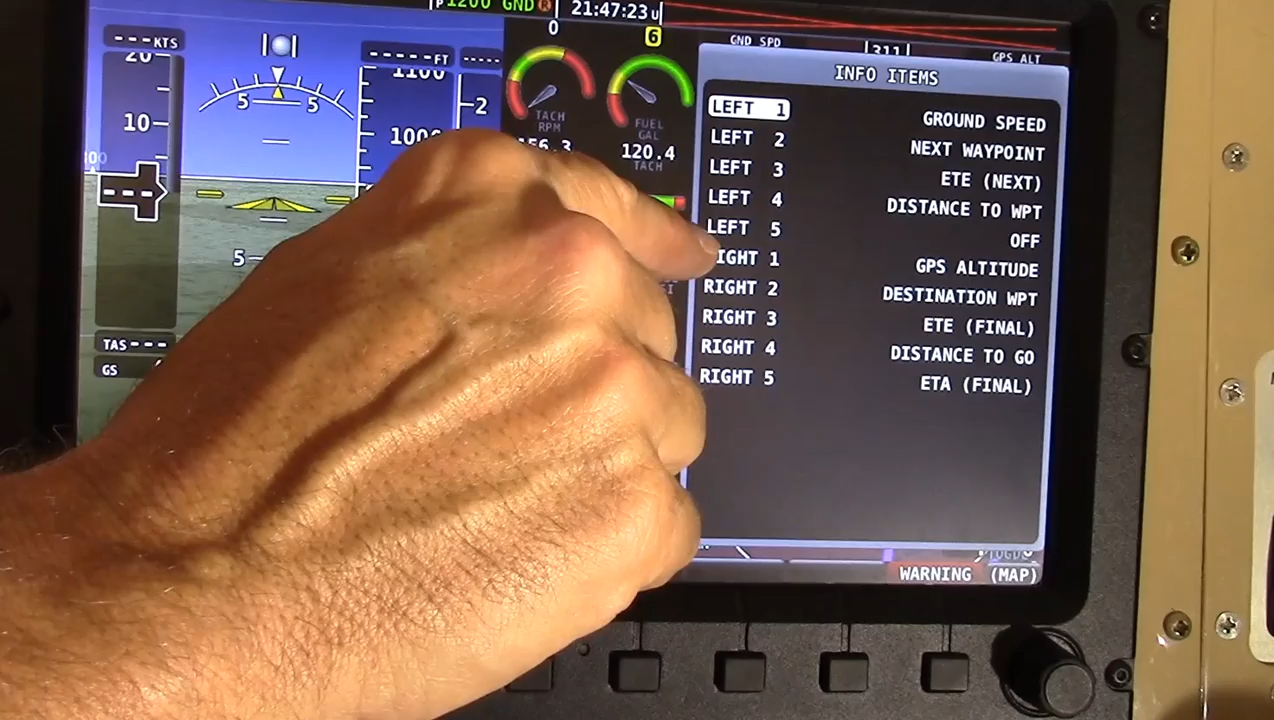 1200 GND R
21:47:23 U
--- KTS
20
10
5 5
----- FT
1100
1000
2
5
TAS ---
GS
0
TACH
RPM
6
FUEL
GAL
120.4
TACH
GND SPD
311
GPS ALT
INFO ITEMS
LEFT 1 GROUND SPEED
LEFT 2 NEXT WAYPOINT
LEFT 3 ETE (NEXT)
LEFT 4 DISTANCE TO WPT
LEFT 5 OFF
RIGHT 1 GPS ALTITUDE
RIGHT 2 DESTINATION WPT
RIGHT 3 ETE (FINAL)
RIGHT 4 DISTANCE TO GO
RIGHT 5 ETA (FINAL)
WARNING (MAP)